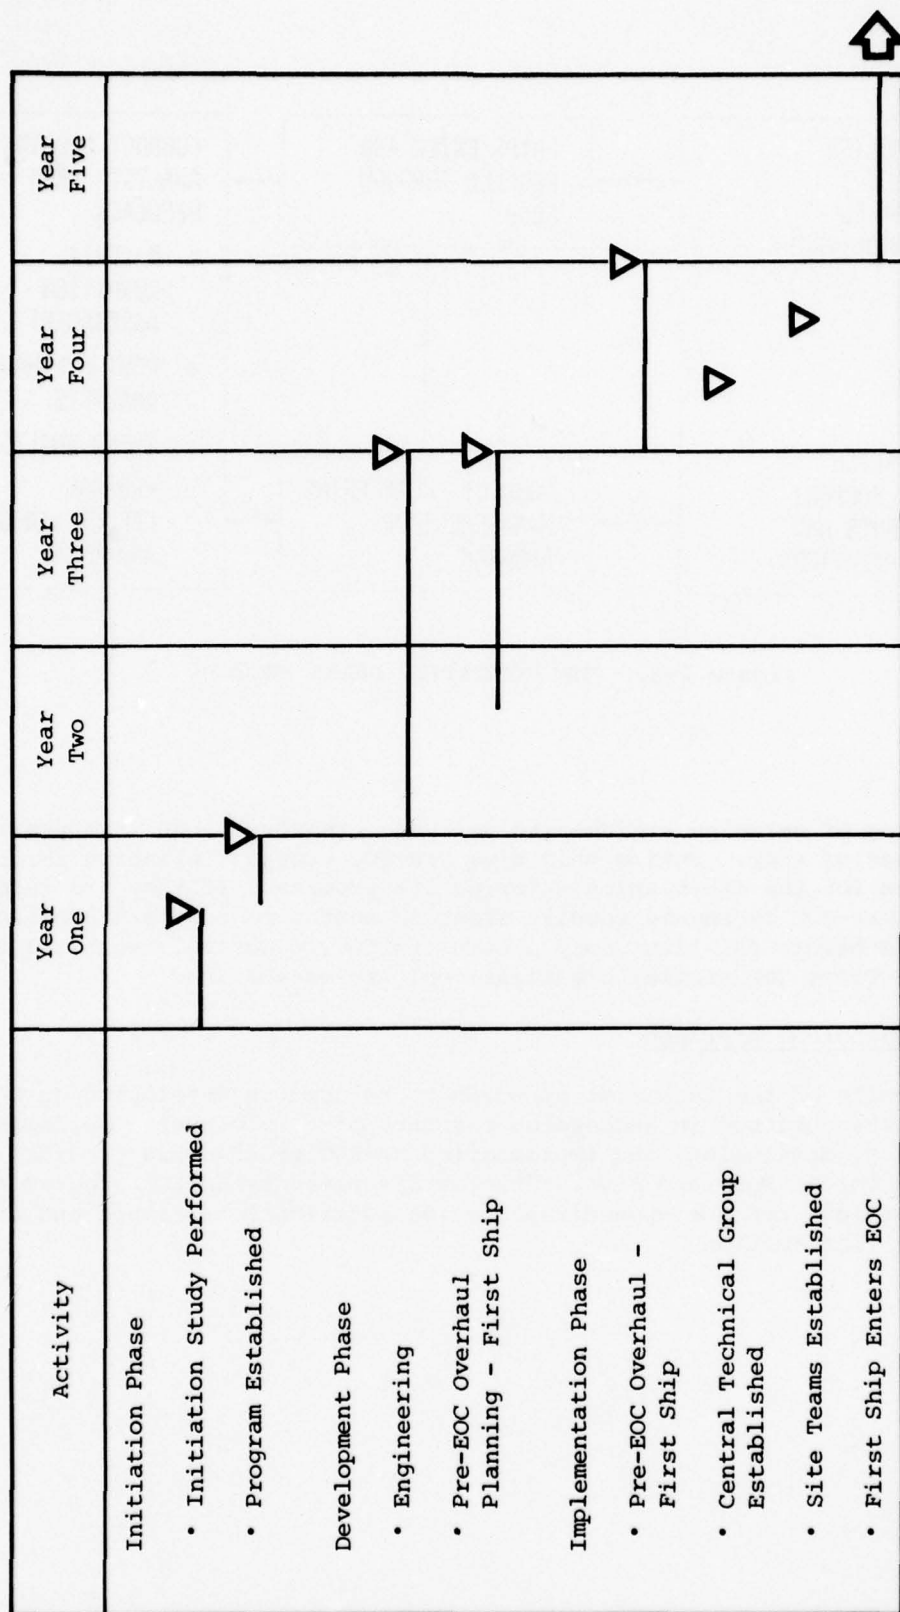 Activity
Year
One
Year
Two
Year
Three
Year
Four
Year
Five
Initiation Phase
• Initiation Study Performed
• Program Established
Development Phase
• Engineering
• Pre-EOC Overhaul
Planning - First Ship
Implementation Phase
• Pre-EOC Overhaul -
First Ship
• Central Technical Group
Established
• Site Teams Established
• First Ship Enters EOC